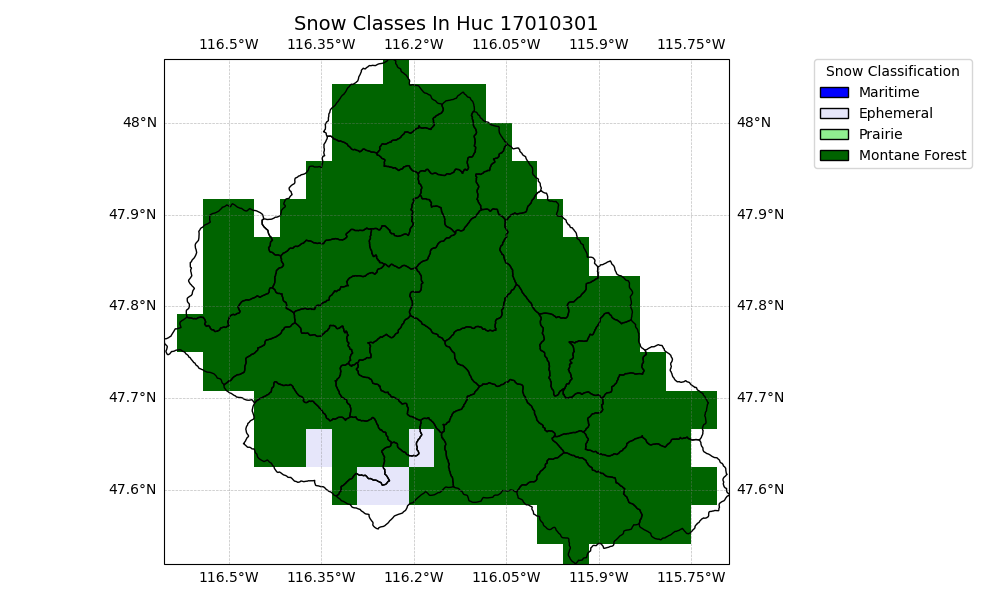 Snow Classes In Huc 17010301
116.5°W 116.35°W 116.2°W 116.05°W 115.9°W 115.75°W
Snow Classification
Maritime
Ephemeral
Prairie
Montane Forest
48°N 48°N
47.9°N 47.9°N
47.8°N 47.8°N
47.7°N 47.7°N
47.6°N 47.6°N
116.5°W 116.35°W 116.2°W 116.05°W 115.9°W 115.75°W